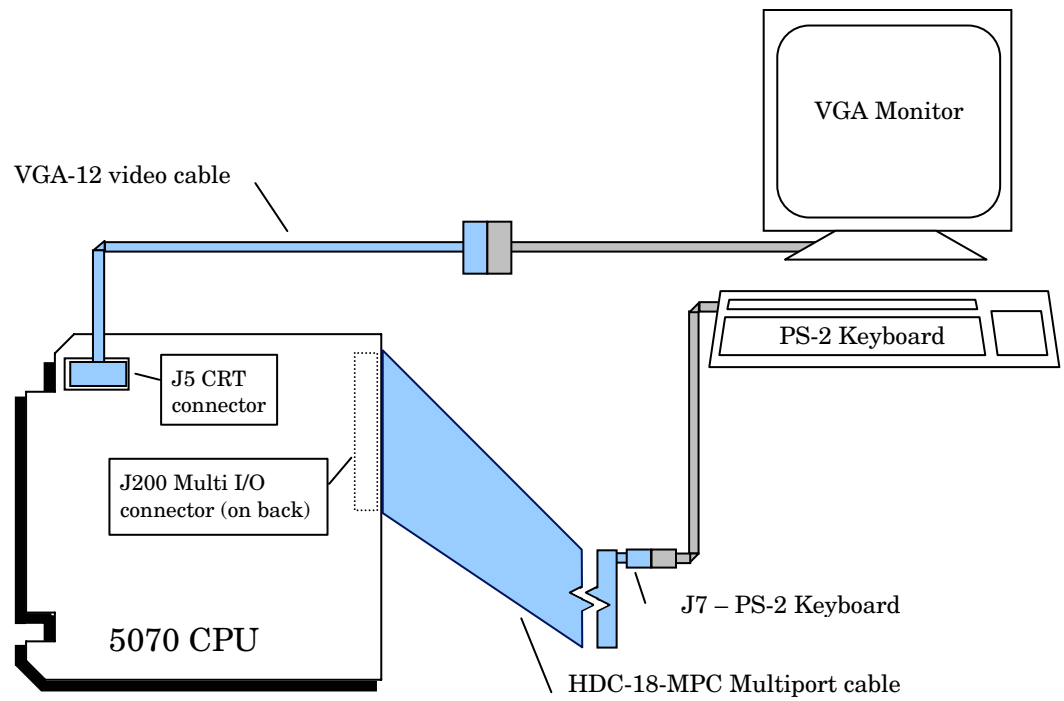 VGA Monitor
VGA-12 video cable
PS-2 Keyboard
J5 CRT
connector
J200 Multi I/O
connector (on back)
J7 – PS-2 Keyboard
5070 CPU
HDC-18-MPC Multiport cable